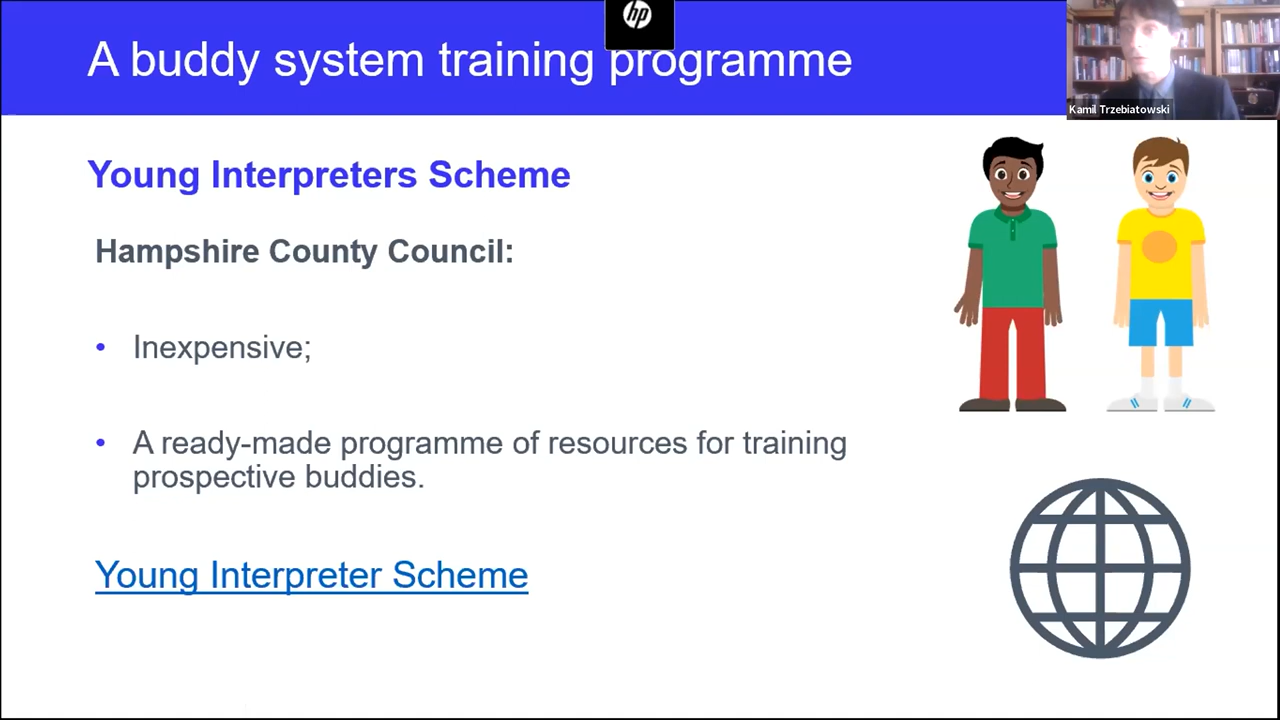 hp
A buddy system training programme
Kamil Trzebiatowski
Young Interpreters Scheme
Hampshire County Council:
• Inexpensive;
• A ready-made programme of resources for training
prospective buddies.
Young Interpreter Scheme